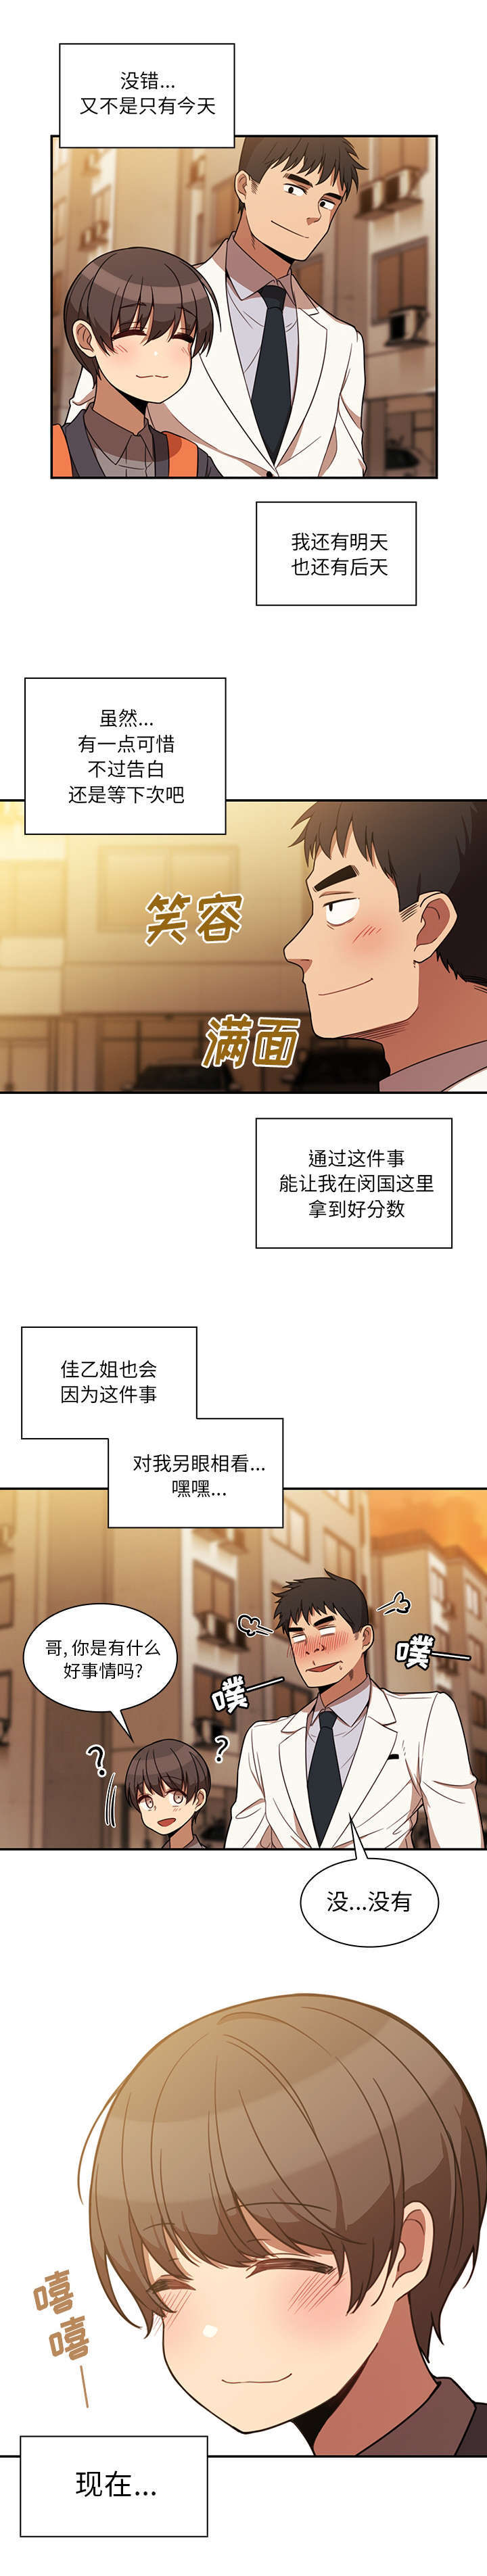 没错...
又不是只有今天
我还有明天
也还有后天
虽然...
有一点可惜
不过告白
还是等下次吧
笑容
满面
通过这件事
能让我在闵国这里
拿到好分数
佳乙姐也会
因为这件事
对我另眼相看...
嘿嘿...
哥, 你是有什么
好事情吗?
?
?
噗—
噗—
没...没有
嘻
嘻
—
现在...